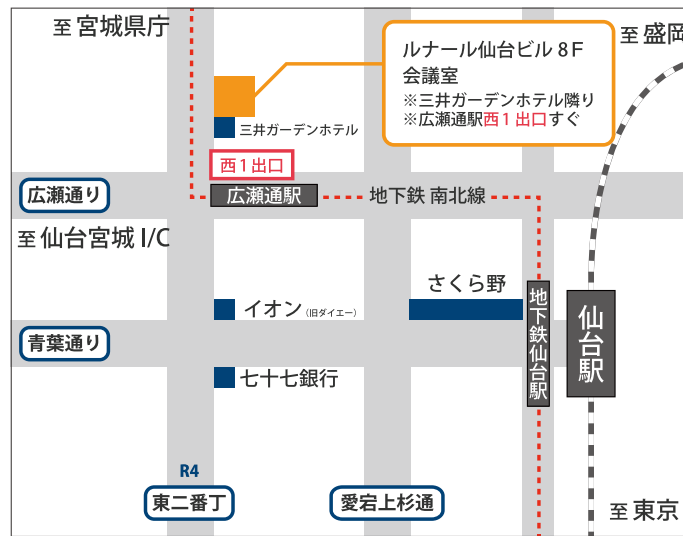 至 宮城県庁
ルナール仙台ビル 8F
会議室
※三井ガーデンホテル隣り
※広瀬通駅西1出口すぐ
至 盛岡
三井ガーデンホテル
西1出口
広瀬通り
広瀬通駅
地下鉄 南北線
至 仙台宮城 I/C
さくら野
イオン（旧ダイエー）
地下鉄仙台駅
仙台駅
青葉通り
七十七銀行
R4
東二番丁
愛宕上杉通
至 東京